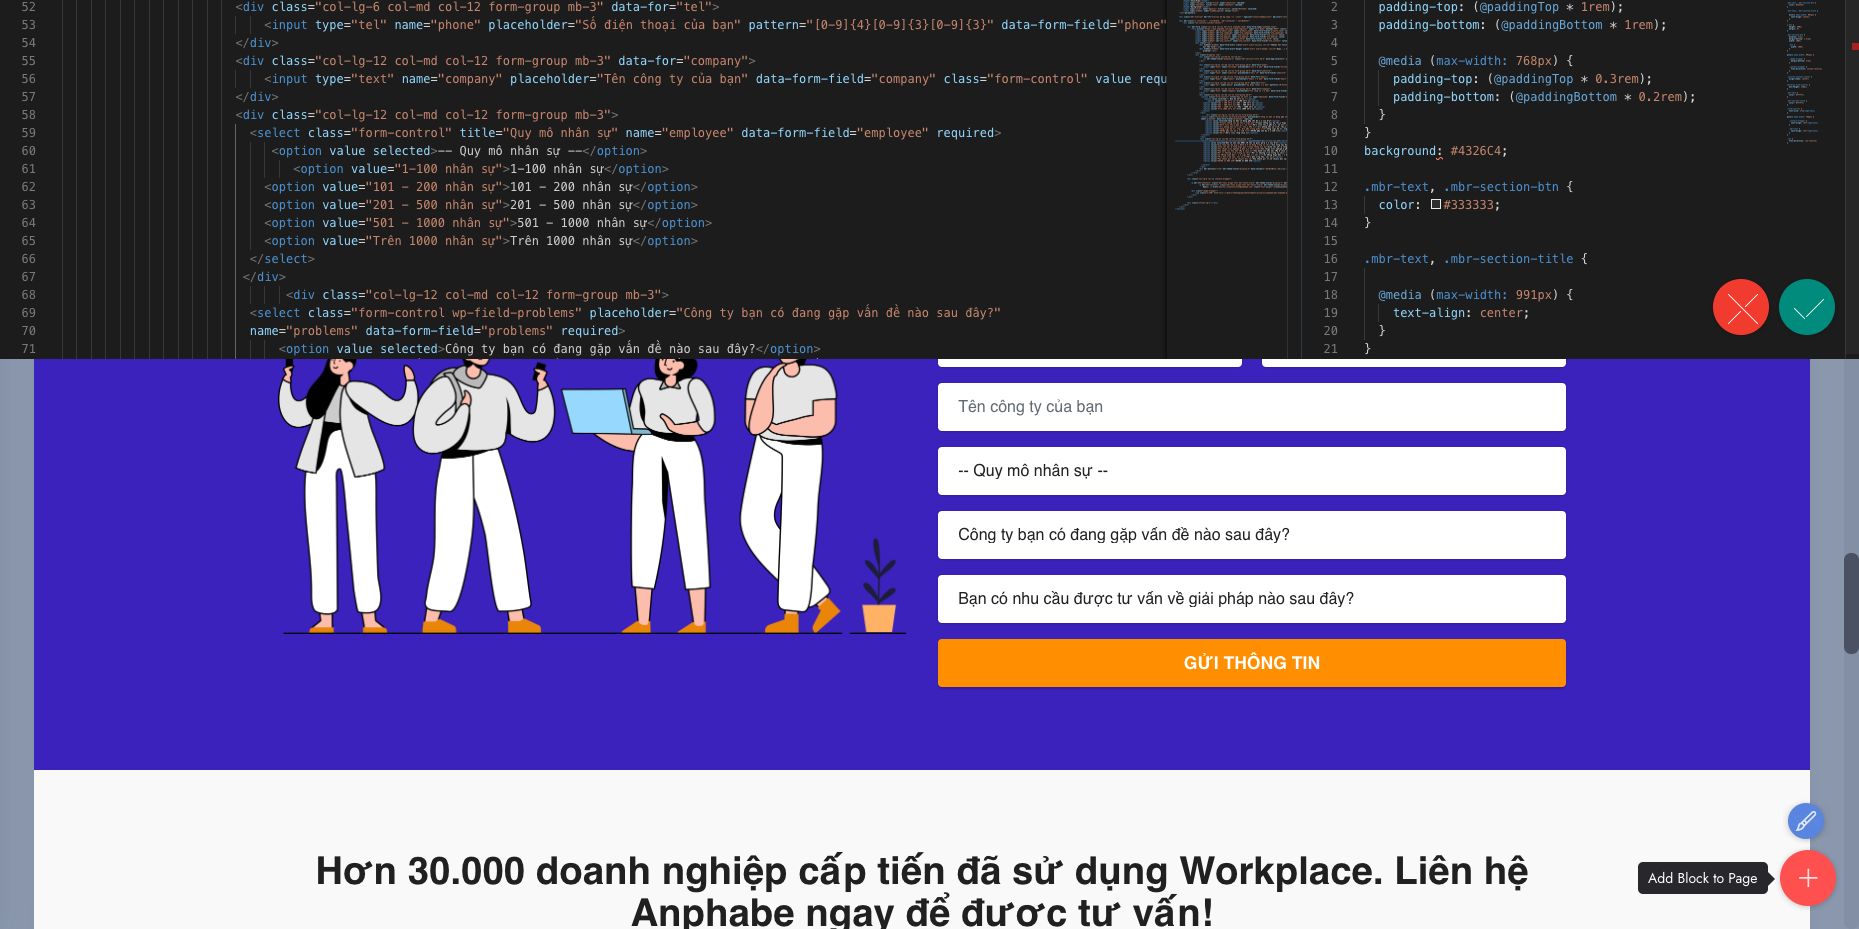 52 <div class="col-lg-6 col-md col-12 form-group mb-3" data-for="tel">
53 <input type="tel" name="phone" placeholder="Số điện thoại của bạn" pattern="[0-9]{4}[0-9]{3}[0-9]{3}" data-form-field="phone"
54 </div>
55 <div class="col-lg-12 col-md col-12 form-group mb-3" data-for="company">
56 <input type="text" name="company" placeholder="Tên công ty của bạn" data-form-field="company" class="form-control" value requ
57 </div>
58 <div class="col-lg-12 col-md col-12 form-group mb-3">
59 <select class="form-control" title="Quy mô nhân sự" name="employee" data-form-field="employee" required>
60 <option value selected>-- Quy mô nhân sự --</option>
61 <option value="1-100 nhân sự">1-100 nhân sự</option>
62 <option value="101 - 200 nhân sự">101 - 200 nhân sự</option>
63 <option value="201 - 500 nhân sự">201 - 500 nhân sự</option>
64 <option value="501 - 1000 nhân sự">501 - 1000 nhân sự</option>
65 <option value="Trên 1000 nhân sự">Trên 1000 nhân sự</option>
66 </select>
67 </div>
68 <div class="col-lg-12 col-md col-12 form-group mb-3">
69 <select class="form-control wp-field-problems" placeholder="Công ty bạn có đang gặp vấn đề nào sau đây?"
70 name="problems" data-form-field="problems" required>
71 <option value selected>Công ty bạn có đang gặp vấn đề nào sau đây?</option>
2 padding-top: (@paddingTop * 1rem);
3 padding-bottom: (@paddingBottom * 1rem);
4
5 @media (max-width: 768px) {
6 padding-top: (@paddingTop * 0.3rem);
7 padding-bottom: (@paddingBottom * 0.2rem);
8 }
9 }
10 background: #4326C4;
11
12 .mbr-text, .mbr-section-btn {
13 color: #333333;
14 }
15
16 .mbr-text, .mbr-section-title {
17
18 @media (max-width: 991px) {
19 text-align: center;
20 }
21 }
Tên công ty của bạn
-- Quy mô nhân sự --
Công ty bạn có đang gặp vấn đề nào sau đây?
Bạn có nhu cầu được tư vấn về giải pháp nào sau đây?
GỬI THÔNG TIN
Hơn 30.000 doanh nghiệp cấp tiến đã sử dụng Workplace. Liên hệ
Anphabe ngay để được tư vấn!
Add Block to Page